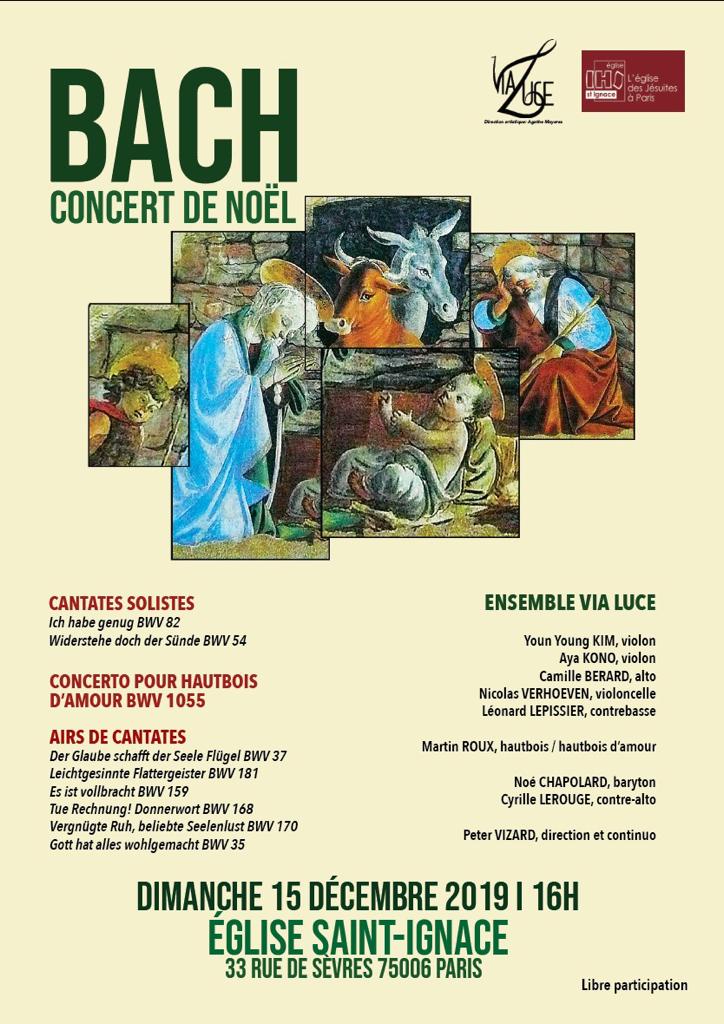 BACH
CONCERT DE NOËL
VIA LUCE
Direction artistique: Agathe Mayeres
église
IHS
st Ignace
L'église
des Jésuites
à Paris
CANTATES SOLISTES
Ich habe genug BWV 82
Widerstehe doch der Sünde BWV 54
CONCERTO POUR HAUTBOIS
D'AMOUR BWV 1055
AIRS DE CANTATES
Der Glaube schafft der Seele Flügel BWV 37
Leichtgesinnte Flattergeister BWV 181
Es ist vollbracht BWV 159
Tue Rechnung! Donnerwort BWV 168
Vergnügte Ruh, beliebte Seelenlust BWV 170
Gott hat alles wohlgemacht BWV 35
ENSEMBLE VIA LUCE
Youn Young KIM, violon
Aya KONO, violon
Camille BERARD, alto
Nicolas VERHOEVEN, violoncelle
Léonard LEPISSIER, contrebasse
Martin ROUX, hautbois / hautbois d'amour
Noé CHAPOLARD, baryton
Cyrille LEROUGE, contre-alto
Peter VIZARD, direction et continuo
DIMANCHE 15 DÉCEMBRE 2019 I 16H
ÉGLISE SAINT-IGNACE
33 RUE DE SÈVRES 75006 PARIS
Libre participation